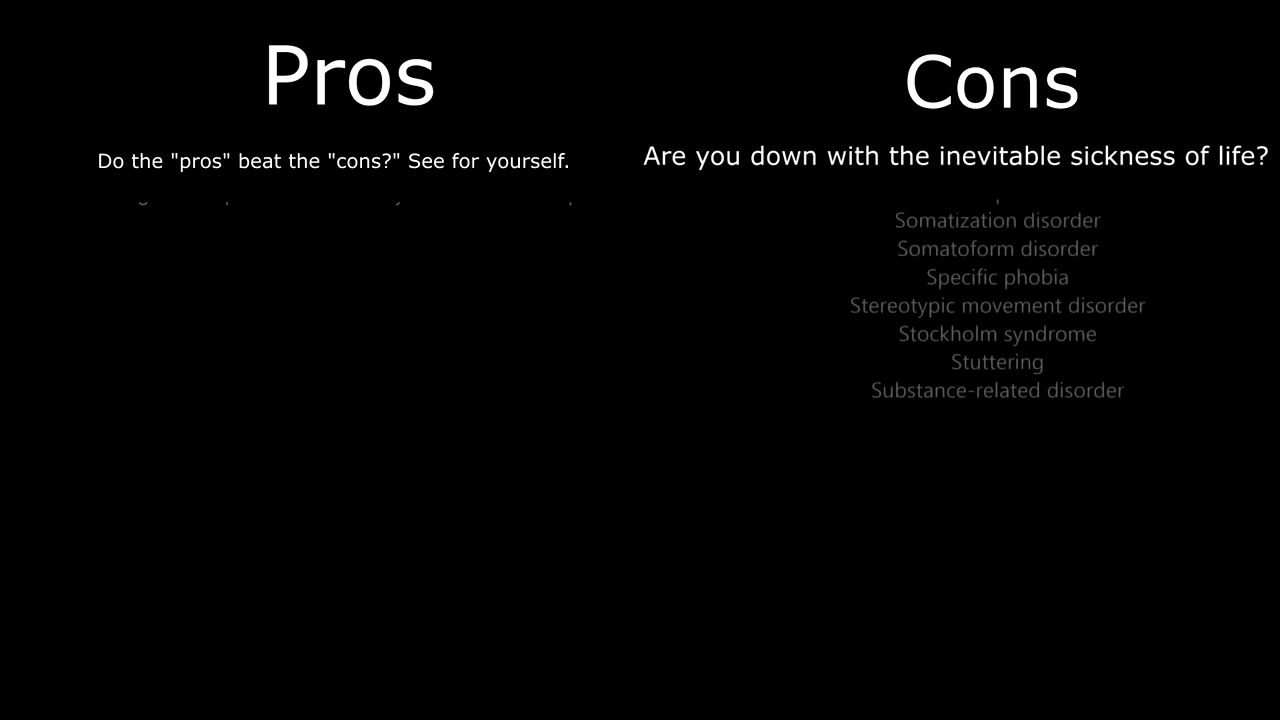 Pros
Do the "pros" beat the "cons?" See for yourself.
Cons
Are you down with the inevitable sickness of life?
Somatization disorder
Somatoform disorder
Specific phobia
Stereotypic movement disorder
Stockholm syndrome
Stuttering
Substance-related disorder